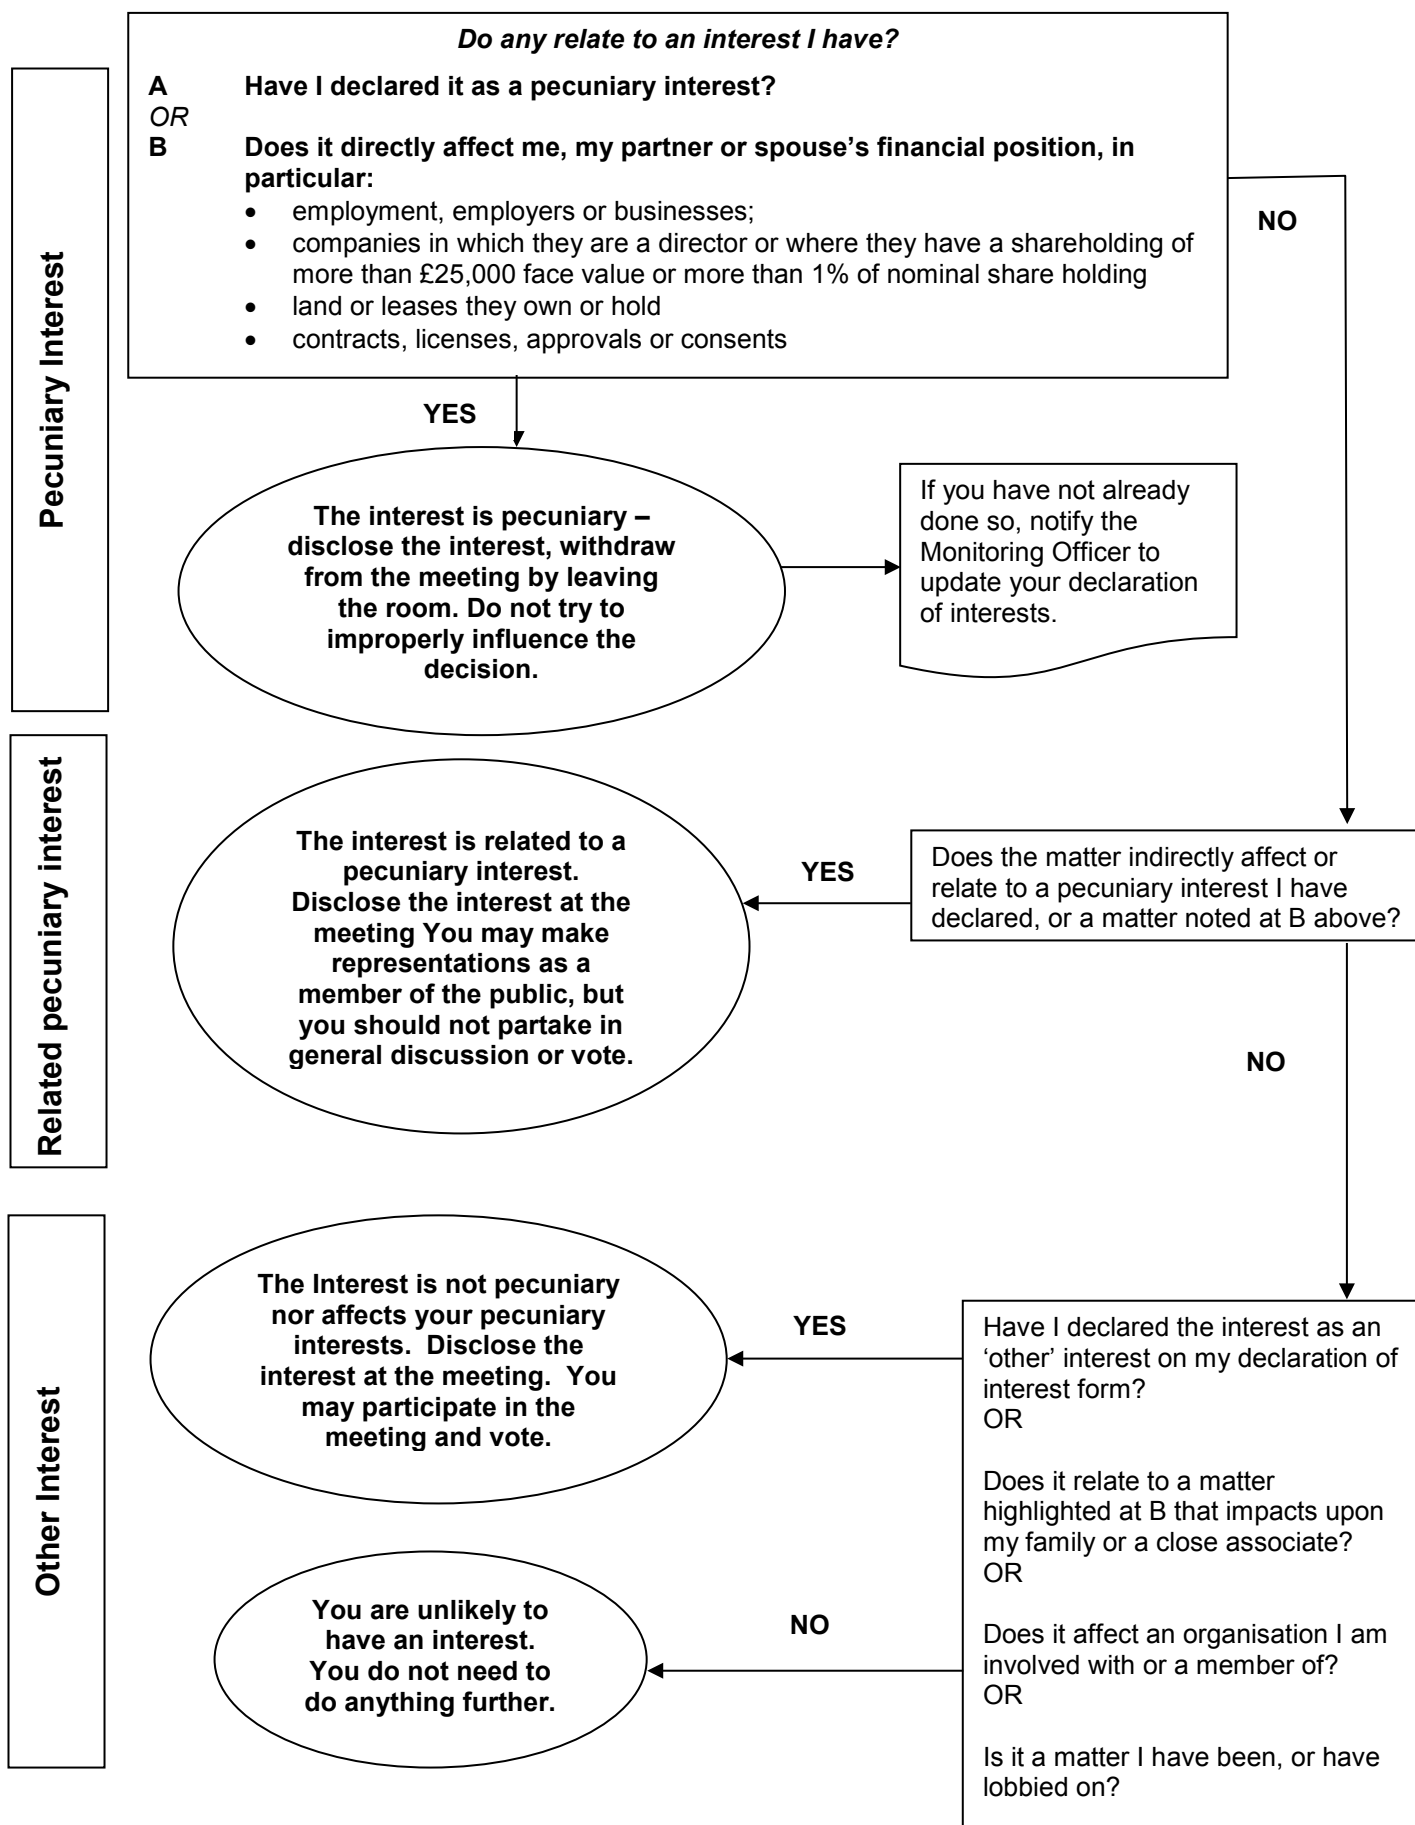 Do any relate to an interest I have?
A Have I declared it as a pecuniary interest?
OR
B Does it directly affect me, my partner or spouse’s financial position, in
particular:
• employment, employers or businesses;
• companies in which they are a director or where they have a shareholding of
more than £25,000 face value or more than 1% of nominal share holding
• land or leases they own or hold
• contracts, licenses, approvals or consents
NO
Pecuniary Interest
YES
The interest is pecuniary –
disclose the interest, withdraw
from the meeting by leaving
the room. Do not try to
improperly influence the
decision.
If you have not already
done so, notify the
Monitoring Officer to
update your declaration
of interests.
Related pecuniary interest
The interest is related to a
pecuniary interest.
Disclose the interest at the
meeting You may make
representations as a
member of the public, but
you should not partake in
general discussion or vote.
YES
Does the matter indirectly affect or
relate to a pecuniary interest I have
declared, or a matter noted at B above?
NO
Other Interest
The Interest is not pecuniary
nor affects your pecuniary
interests. Disclose the
interest at the meeting. You
may participate in the
meeting and vote.
YES
Have I declared the interest as an
‘other’ interest on my declaration of
interest form?
OR
Does it relate to a matter
highlighted at B that impacts upon
my family or a close associate?
OR
Does it affect an organisation I am
involved with or a member of?
OR
Is it a matter I have been, or have
lobbied on?
NO
You are unlikely to
have an interest.
You do not need to
do anything further.